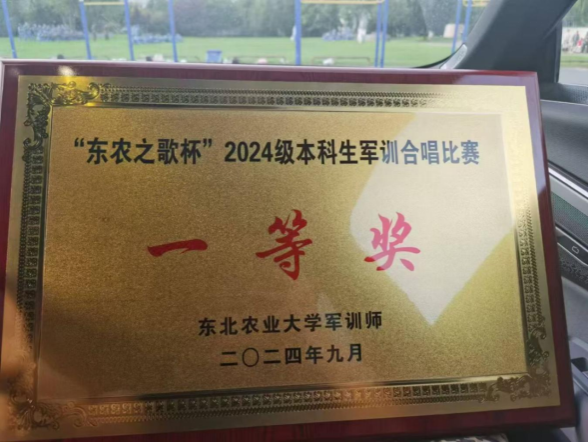 “东农之歌杯”2024级本科生军训合唱比赛
一等奖
东北农业大学军训师
二〇二四年九月